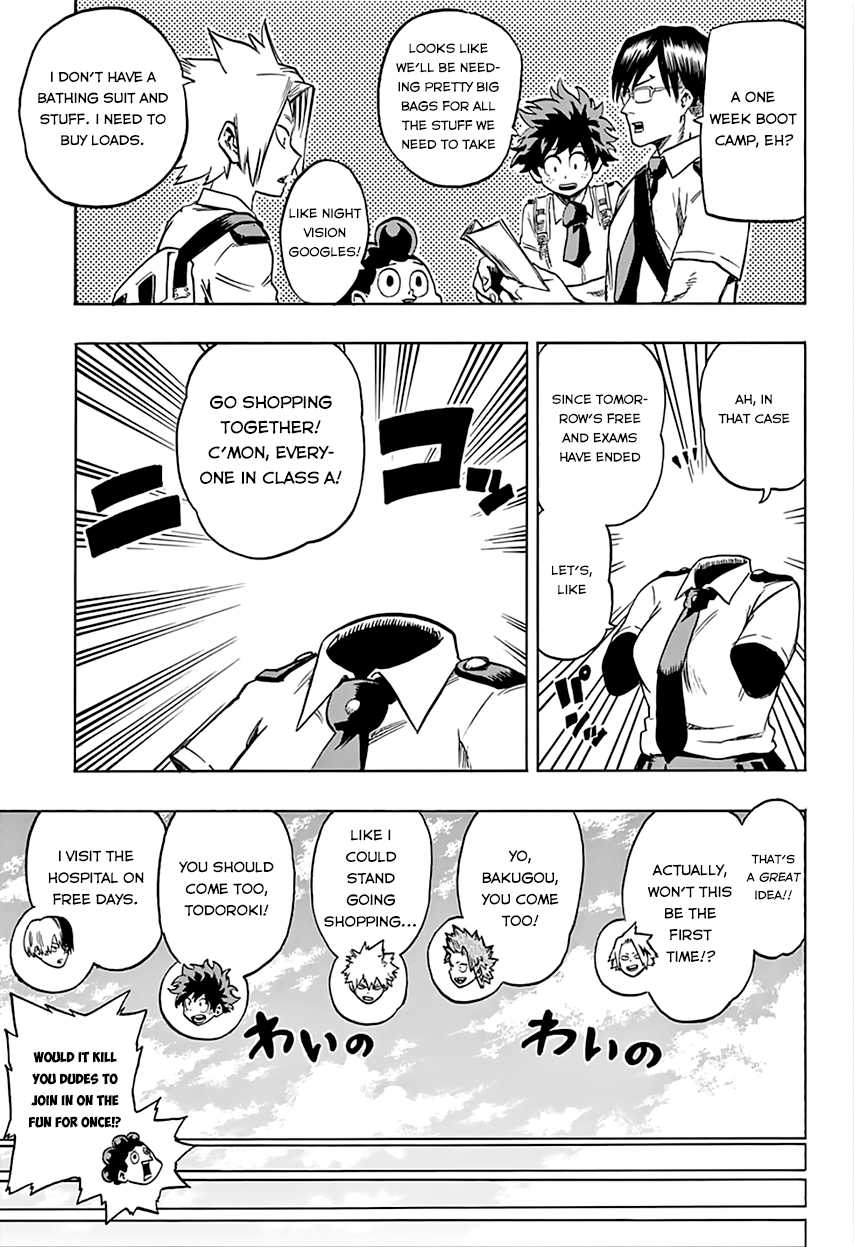 A ONE
WEEK BOOT
CAMP, EH?
LOOKS LIKE
WE'LL BE NEED-
ING PRETTY BIG
BAGS FOR ALL
THE STUFF WE
NEED TO TAKE
I DON'T HAVE A
BATHING SUIT AND
STUFF. I NEED TO
BUY LOADS.
LIKE NIGHT
VISION
GOOGLES!
AH, IN
THAT CASE
SINCE TOMOR-
ROW'S FREE
AND EXAMS
HAVE ENDED
LET'S,
LIKE
パンッ
GO SHOPPING
TOGETHER!
C'MON, EVERY-
ONE IN CLASS A!
ニコッ
THAT'S
A GREAT
IDEA!!
ACTUALLY,
WON'T THIS
BE THE
FIRST
TIME!?
YO,
BAKUGOU,
YOU COME
TOO!
LIKE I
COULD
STAND
GOING
SHOPPING...
YOU SHOULD
COME TOO,
TODOROKI!
I VISIT THE
HOSPITAL ON
FREE DAYS.
わいの
わいの
WOULD IT KILL
YOU DUDES TO
JOIN IN ON THE
FUN FOR ONCE!?